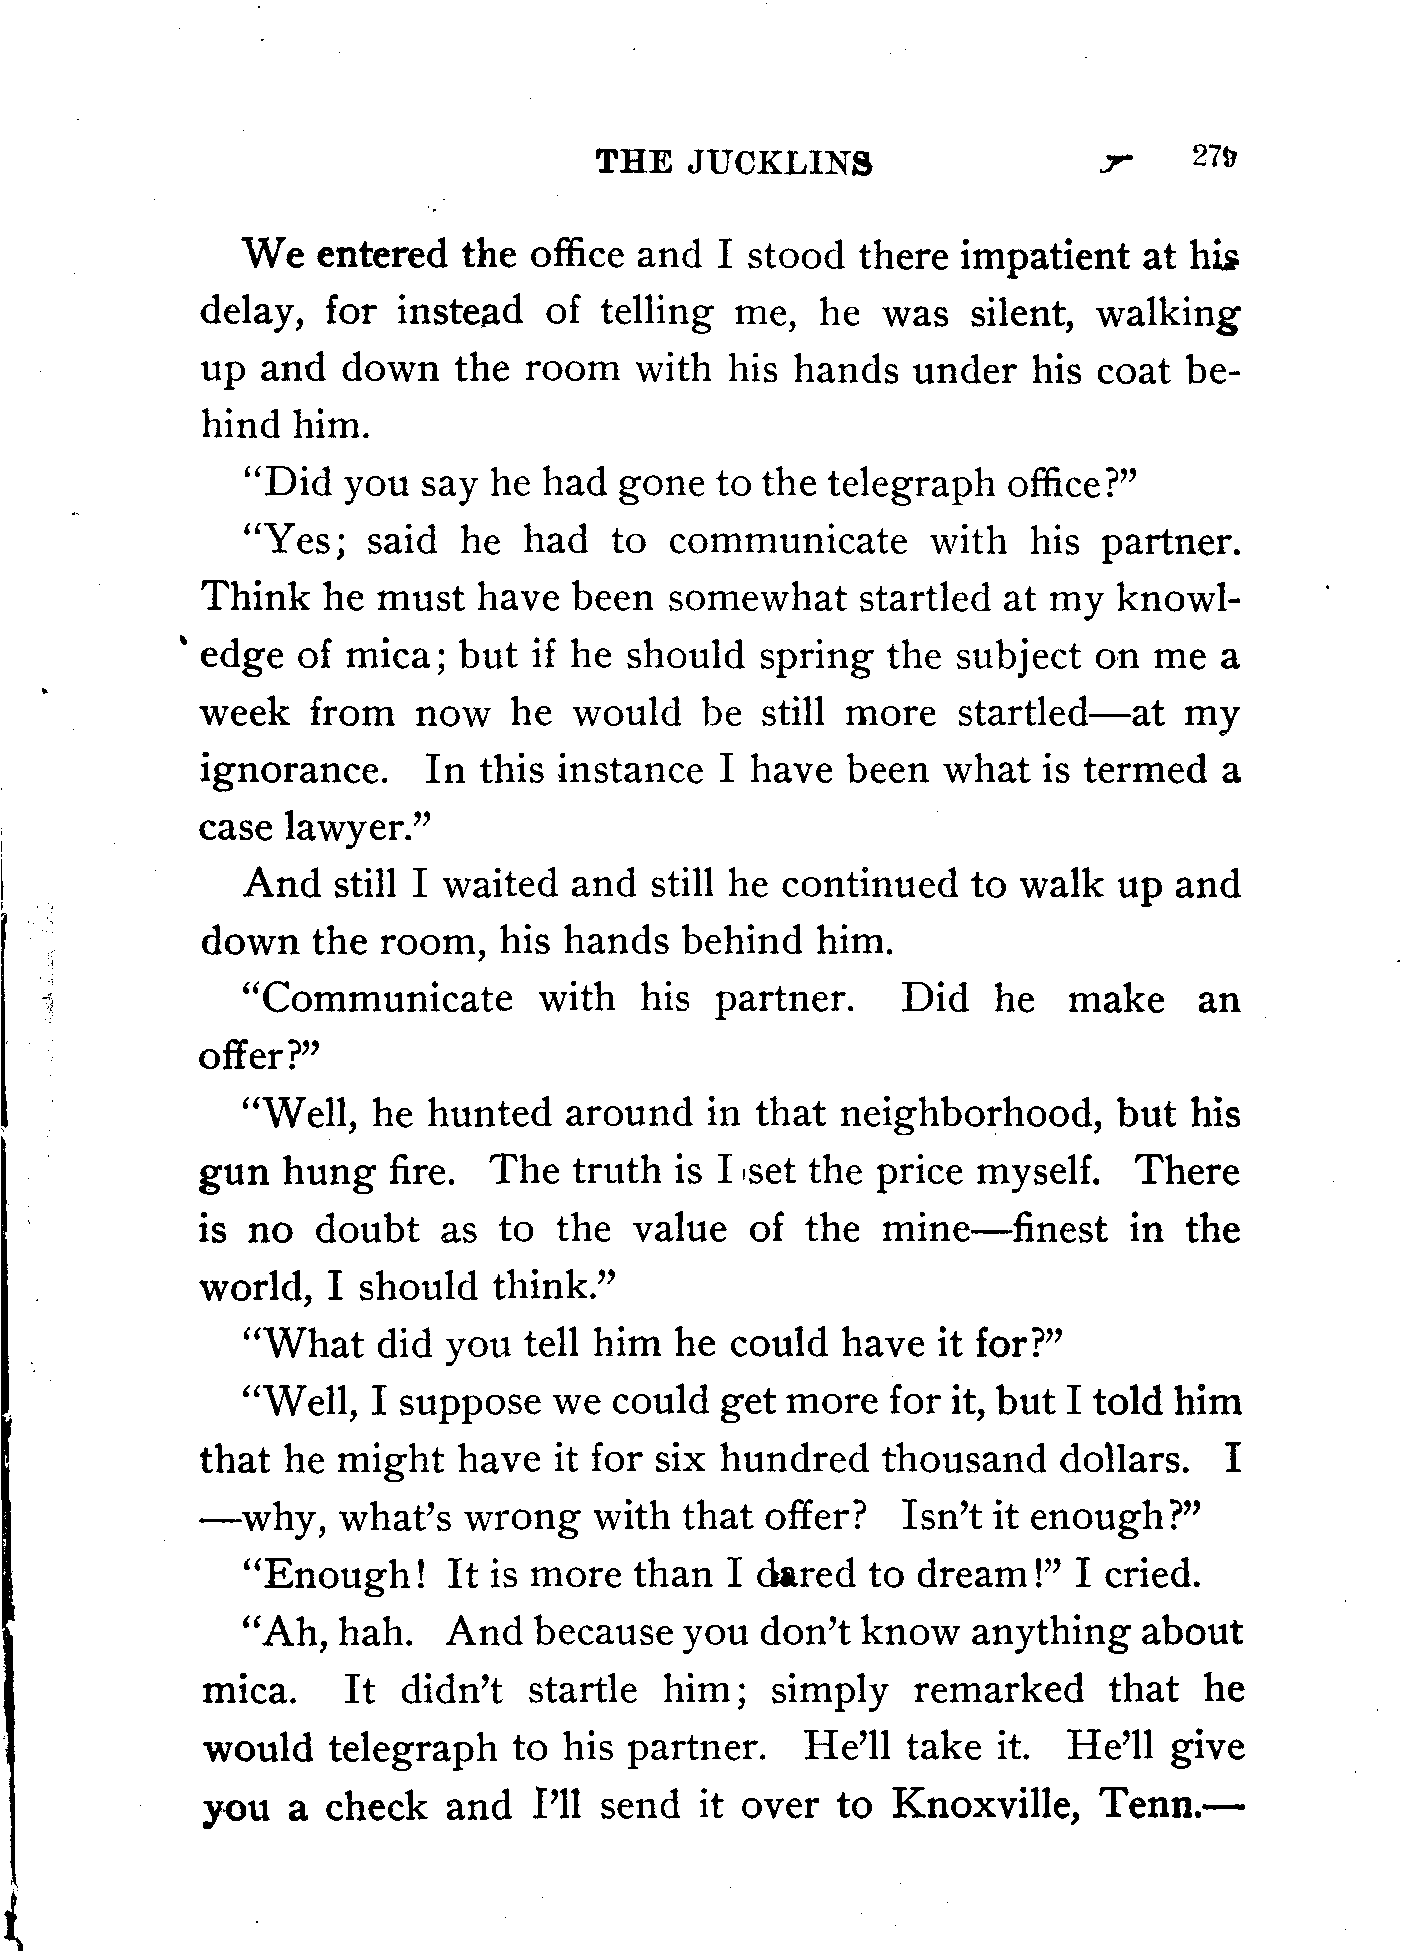 THE JUCKLINS 279
We entered the office and I stood there impatient at his
delay, for instead of telling me, he was silent, walking
up and down the room with his hands under his coat be-
hind him.
“Did you say he had gone to the telegraph office?”
“Yes; said he had to communicate with his partner.
Think he must have been somewhat startled at my knowl-
edge of mica; but if he should spring the subject on me a
week from now he would be still more startled—at my
ignorance. In this instance I have been what is termed a
case lawyer.”
And still I waited and still he continued to walk up and
down the room, his hands behind him.
“Communicate with his partner. Did he make an
offer?”
“Well, he hunted around in that neighborhood, but his
gun hung fire. The truth is I set the price myself. There
is no doubt as to the value of the mine—finest in the
world, I should think.”
“What did you tell him he could have it for?”
“Well, I suppose we could get more for it, but I told him
that he might have it for six hundred thousand dollars. I
—why, what’s wrong with that offer? Isn’t it enough?”
“Enough! It is more than I dared to dream!” I cried.
“Ah, hah. And because you don’t know anything about
mica. It didn’t startle him; simply remarked that he
would telegraph to his partner. He’ll take it. He’ll give
you a check and I’ll send it over to Knoxville, Tenn.—